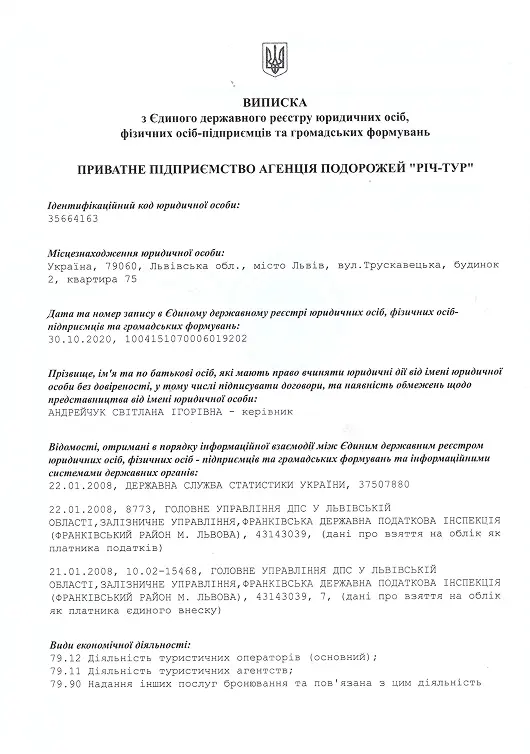 ВИПИСКА
з Єдиного державного реєстру юридичних осіб,
фізичних осіб-підприємців та громадських формувань
ПРИВАТНЕ ПІДПРИЄМСТВО АГЕНЦІЯ ПОДОРОЖЕЙ "РІЧ-ТУР"
Ідентифікаційний код юридичної особи:
35664163
Місцезнаходження юридичної особи:
Україна, 79060, Львівська обл., місто Львів, вул.Трускавецька, будинок
2, квартира 75
Дата та номер запису в Єдиному державному реєстрі юридичних осіб, фізичних осіб-
підприємців та громадських формувань:
30.10.2020, 1004151070006019202
Прізвище, ім'я та по батькові осіб, які мають право вчиняти юридичні дії від імені юридичної
особи без довіреності, у тому числі підписувати договори, та наявність обмежень щодо
представництва від імені юридичної особи:
АНДРЕЙЧУК СВІТЛАНА ІГОРІВНА - керівник
Відомості, отримані в порядку інформаційної взаємодії між Єдиним державним реєстром
юридичних осіб, фізичних осіб - підприємців та громадських формувань та інформаційними
системами державних органів:
22.01.2008, ДЕРЖАВНА СЛУЖБА СТАТИСТИКИ УКРАЇНИ, 37507880
22.01.2008, 8773, ГОЛОВНЕ УПРАВЛІННЯ ДПС У ЛЬВІВСЬКІЙ
ОБЛАСТІ,ЗАЛІЗНИЧНЕ УПРАВЛІННЯ,ФРАНКІВСЬКА ДЕРЖАВНА ПОДАТКОВА ІНСПЕКЦІЯ
(ФРАНКІВСЬКИЙ РАЙОН М. ЛЬВОВА), 43143039, (дані про взяття на облік як
платника податків)
21.01.2008, 10.02-15468, ГОЛОВНЕ УПРАВЛІННЯ ДПС У ЛЬВІВСЬКІЙ
ОБЛАСТІ,ЗАЛІЗНИЧНЕ УПРАВЛІННЯ,ФРАНКІВСЬКА ДЕРЖАВНА ПОДАТКОВА ІНСПЕКЦІЯ
(ФРАНКІВСЬКИЙ РАЙОН М. ЛЬВОВА), 43143039, 7, (дані про взяття на облік
як платника єдиного внеску)
Види економічної діяльності:
79.12 Діяльність туристичних операторів (основний);
79.11 Діяльність туристичних агентств;
79.90 Надання інших послуг бронювання та пов'язана з цим діяльність